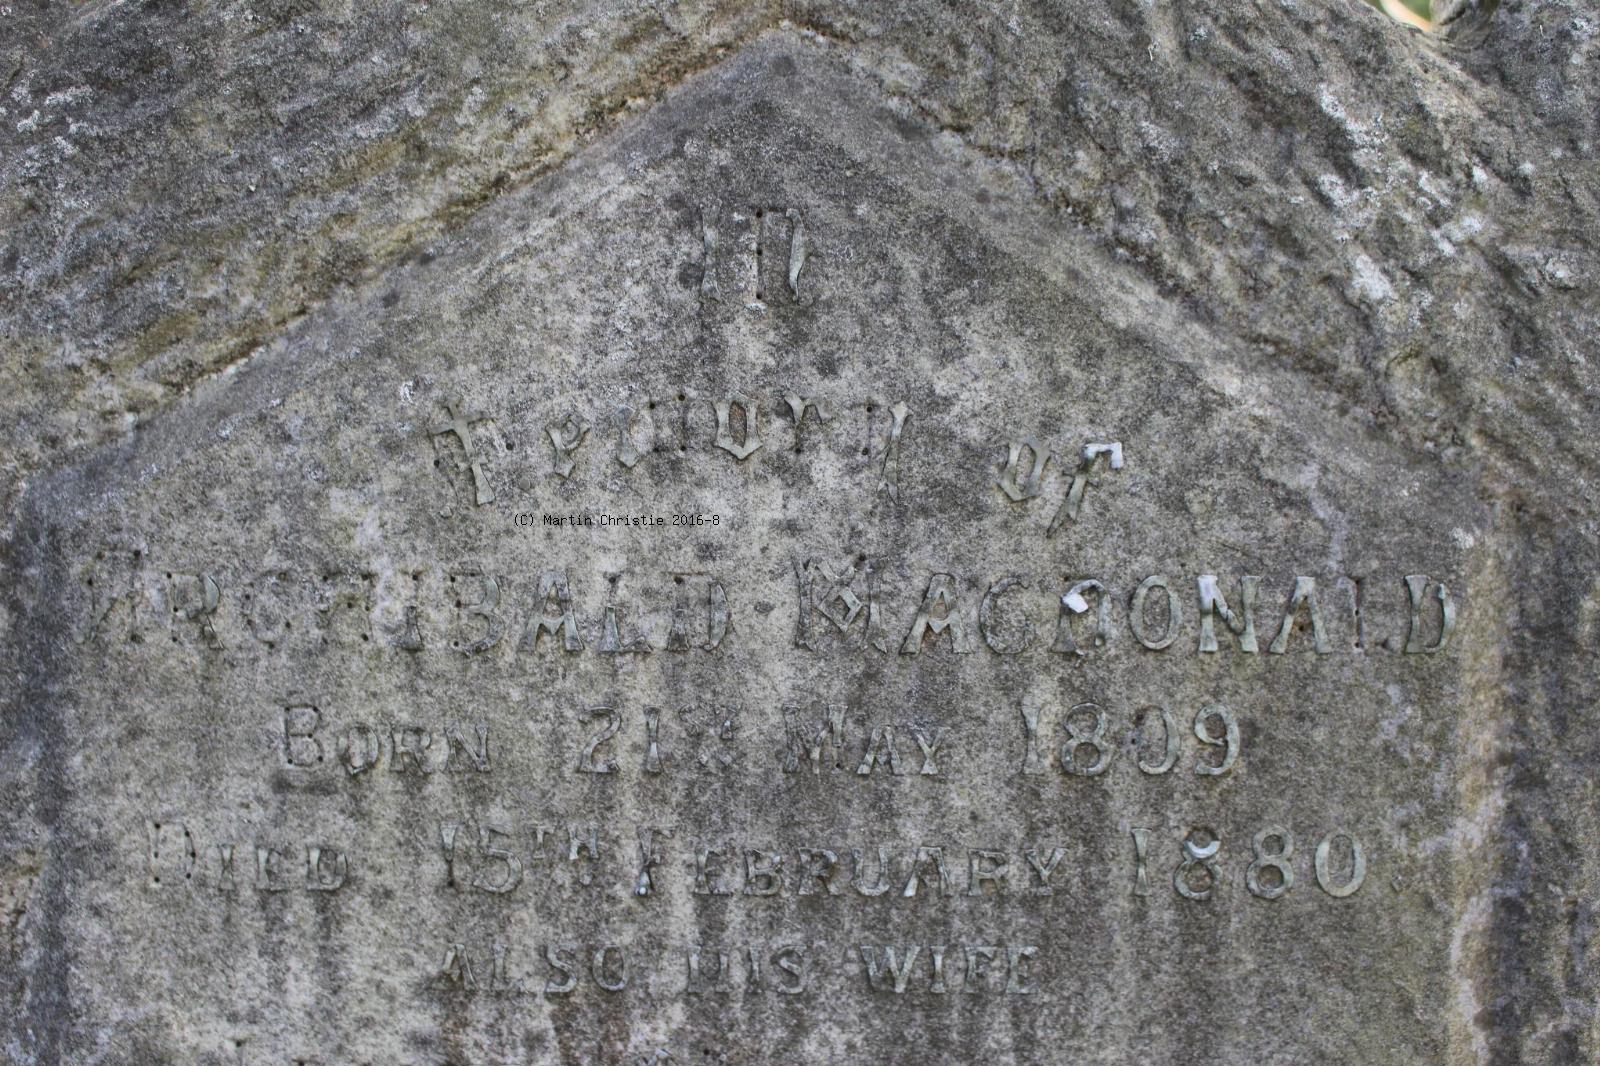 In
Memory of
(C) Martin Christie 2016-8
ARCHIBALD MACDONALD
BORN 21ST MAY 1809
DIED 15TH FEBRUARY 1880.
ALSO HIS WIFE